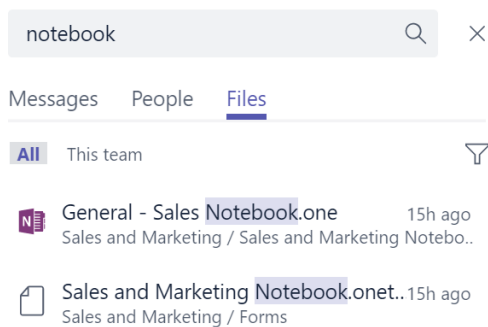 notebook
Messages People Files
All This team
General - Sales Notebook.one 15h ago
Sales and Marketing / Sales and Marketing Notebo..
Sales and Marketing Notebook.onet.. 15h ago
Sales and Marketing / Forms